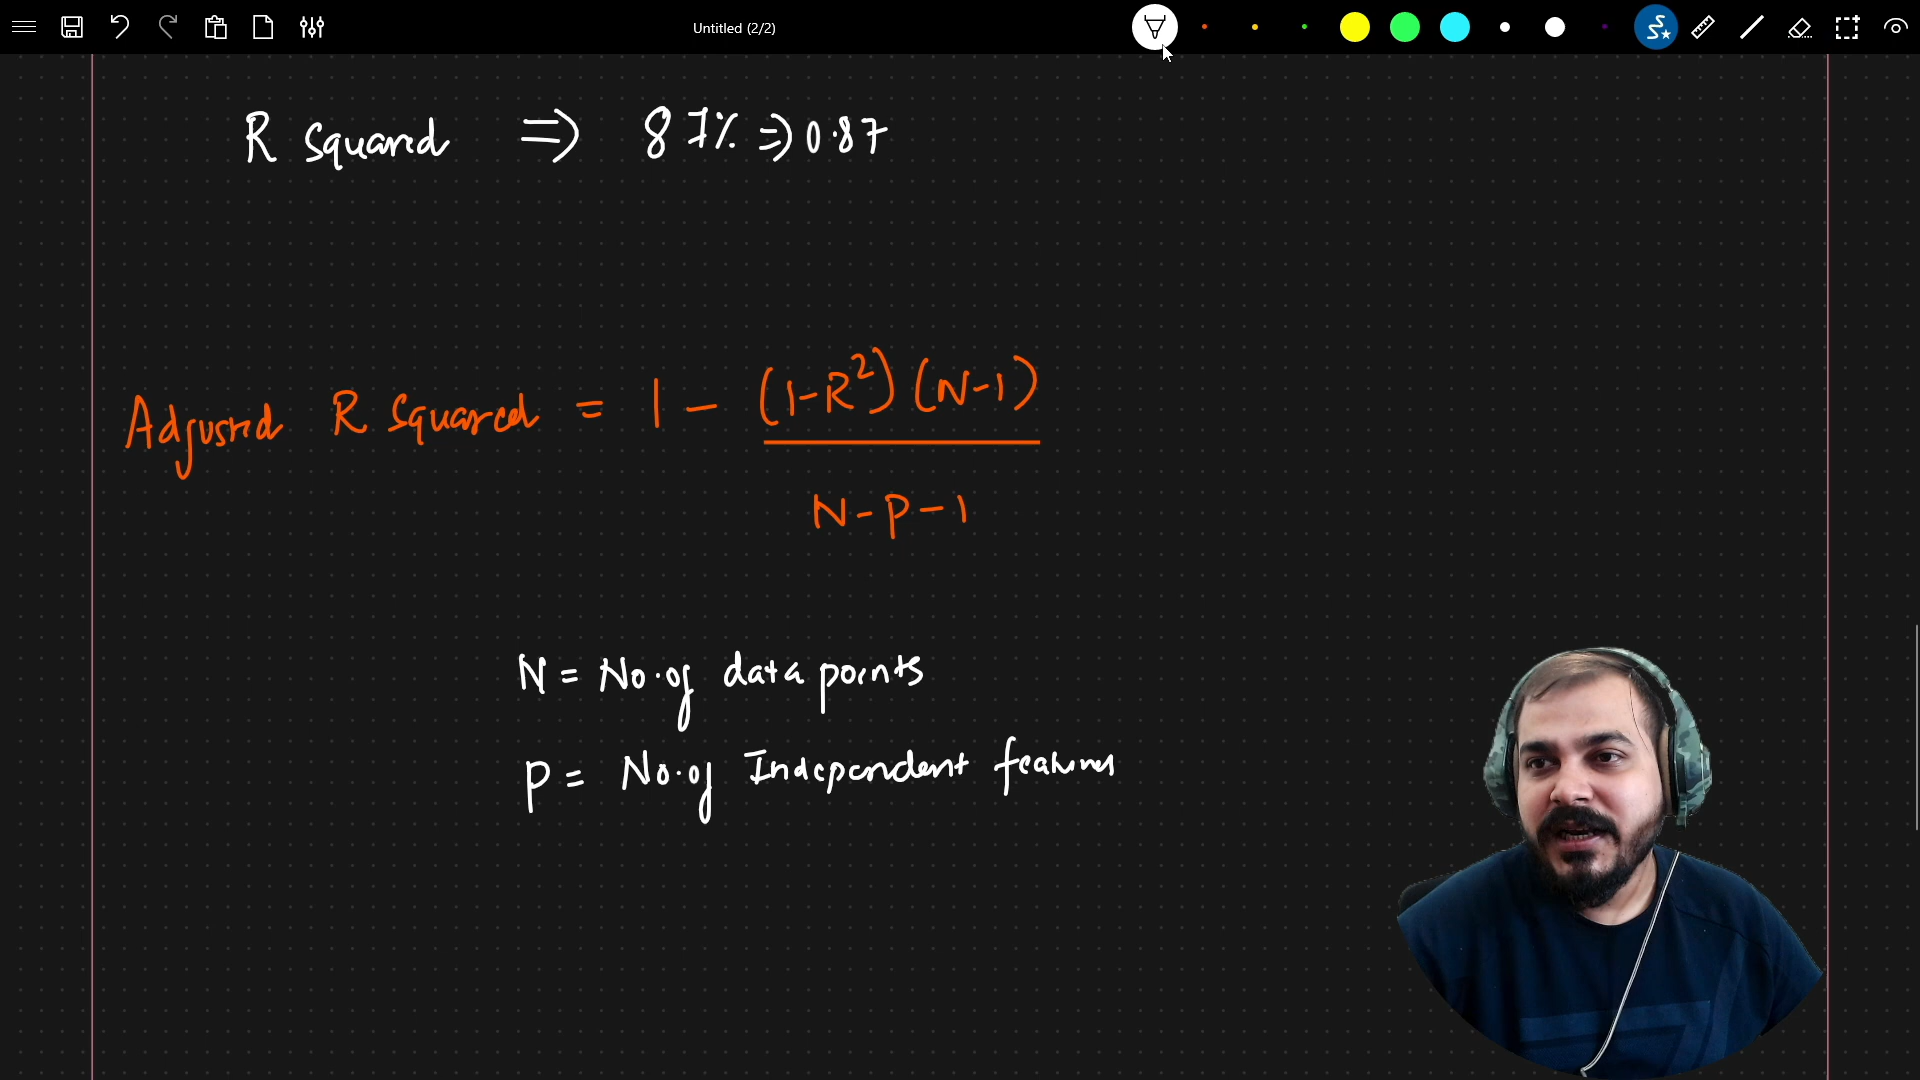 Untitled (2/2)
R Squared ⇒ 87% ⇒ 0.87
Adjusted R Squared = 1 - (1-R²)(N-1)
N-P-1
N = No. of data points
P = No. of Independent features